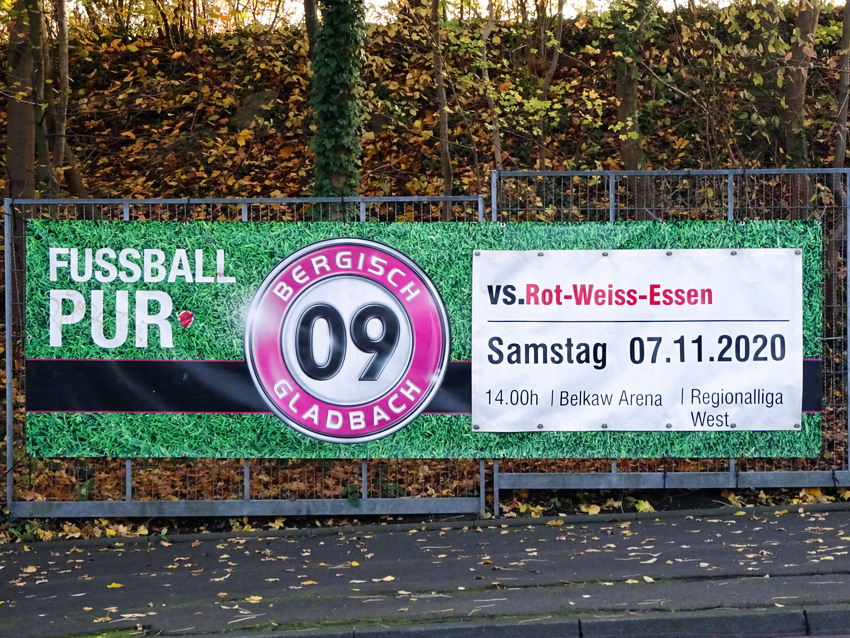 FUSSBALL
PUR
BERGISCH
09
GLADBACH
vs.Rot-Weiss-Essen
Samstag 07.11.2020
14.00h | Belkaw Arena | Regionalliga
West